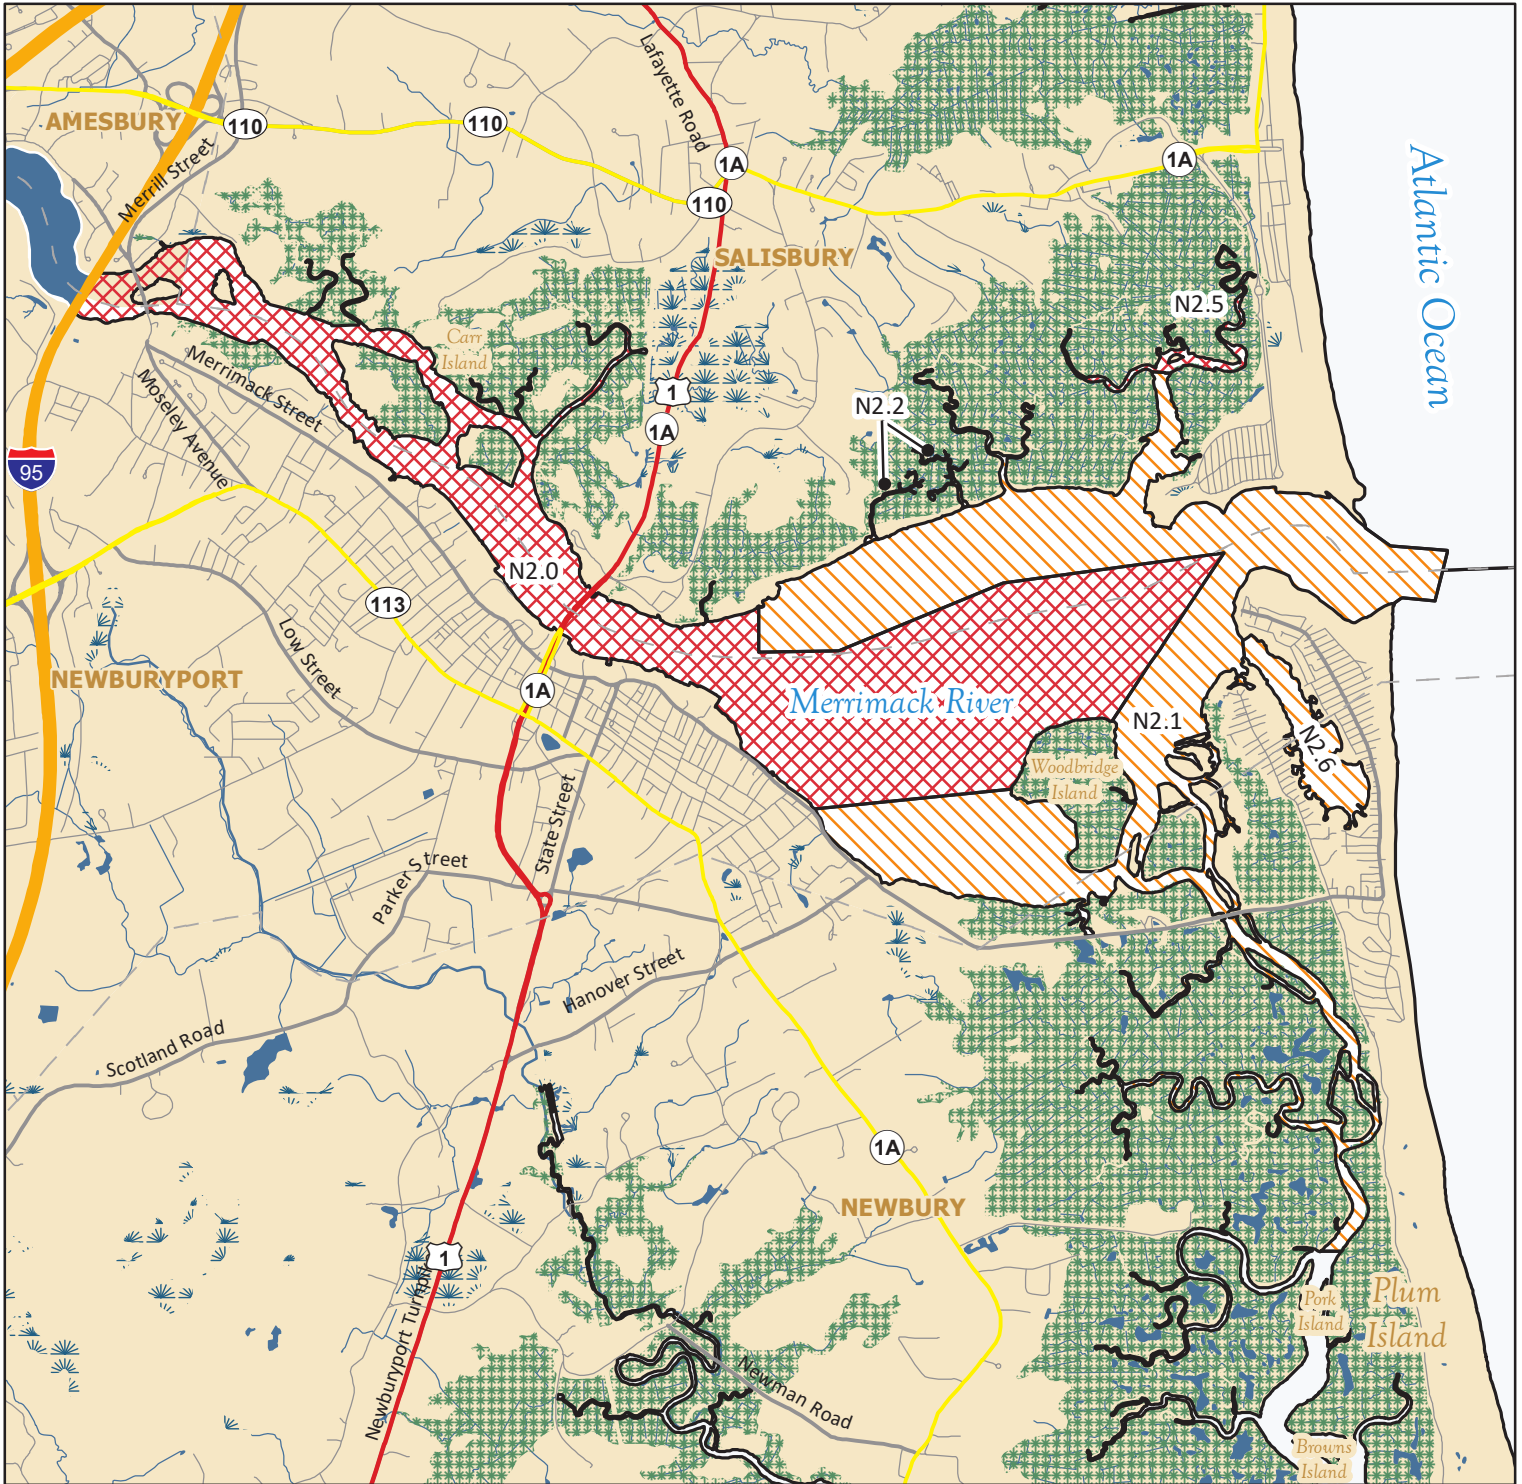 Lafayette Road
AMESBURY
110
110
Merrill Street
1A
1A
110
Atlantic Ocean
SALISBURY
N2.5
Carr
Island
Merrimack Street
Moseley Avenue
1
N2.2
1A
95
N2.0
113
Low Street
NEWBURYPORT
1A
Merrimack River
N2.1
N2.6
Woodbridge
Island
State Street
Parker Street
Hanover Street
Scotland Road
1A
NEWBURY
1
Newburyport Turnpike
Pork
Island
Plum
Island
Newman Road
Browns
Island